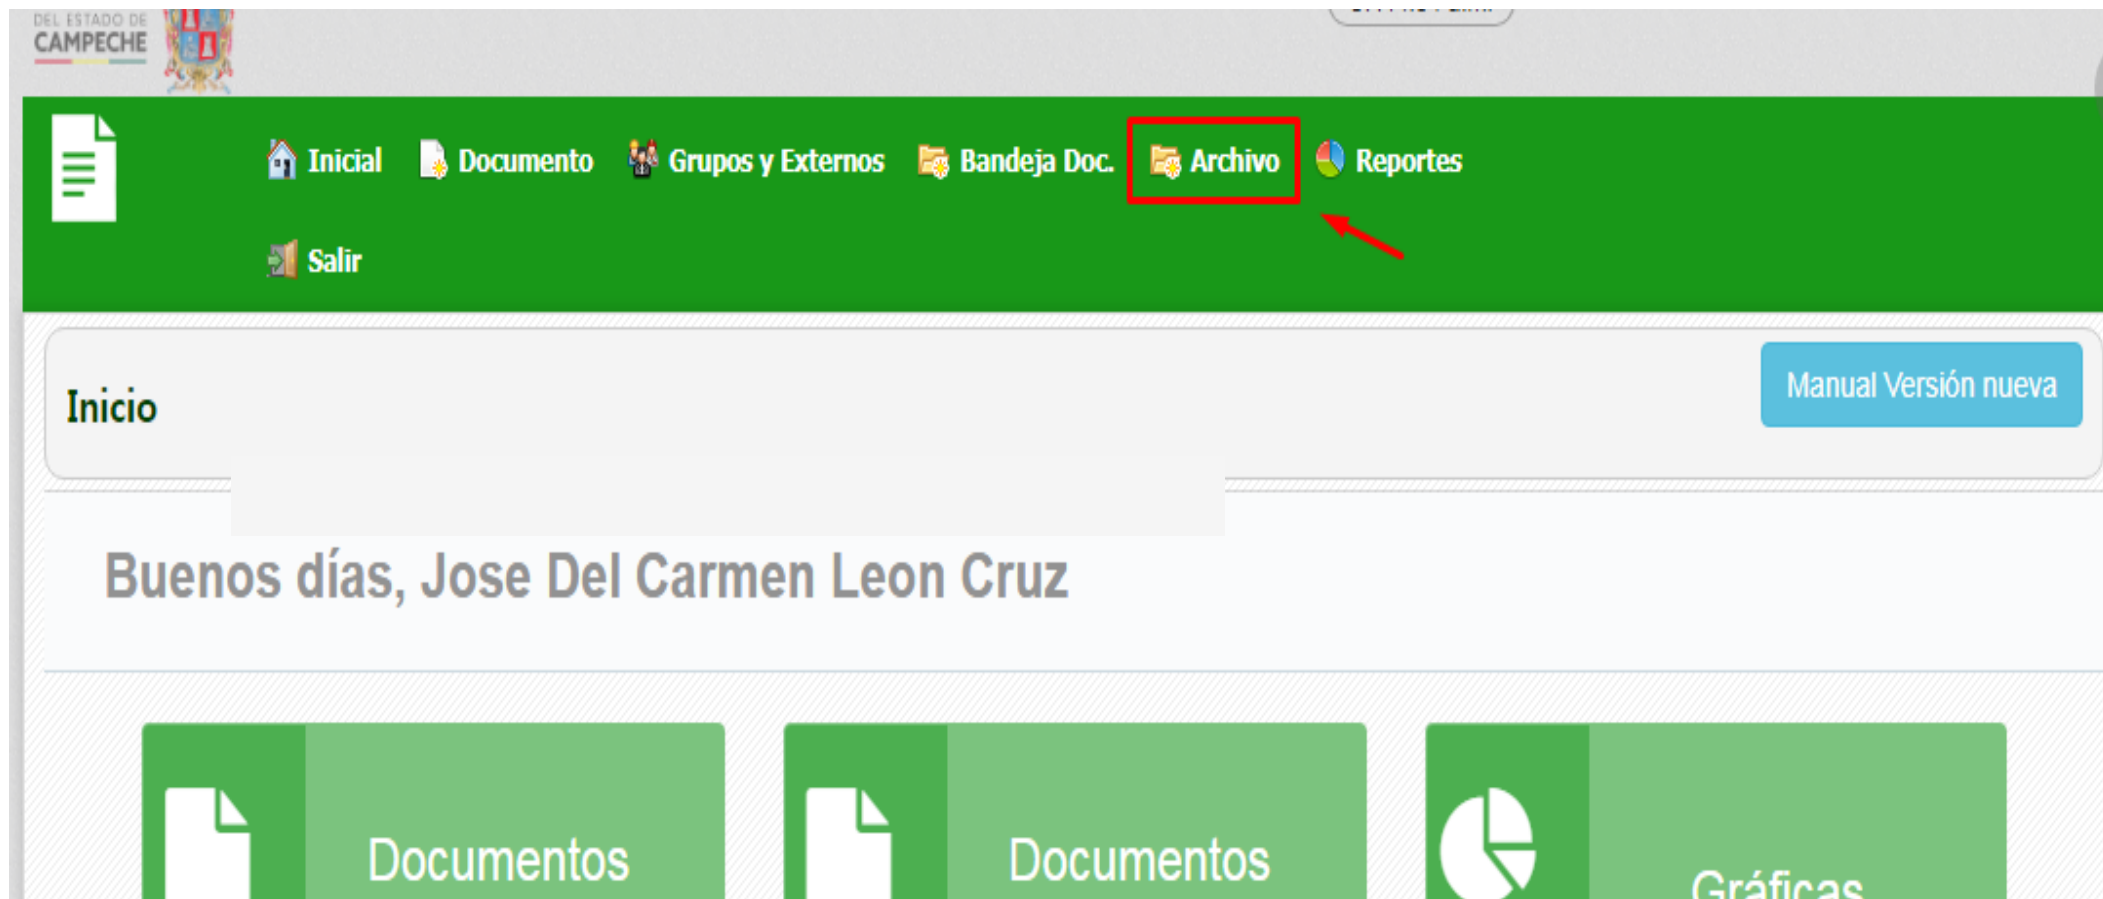 DEL ESTADO DE
CAMPECHE
Inicial Documento Grupos y Externos Bandeja Doc. Archivo Reportes
Salir
Inicio
Manual Versión nueva
Buenos días, Jose Del Carmen Leon Cruz
Documentos
Documentos
Gráficas